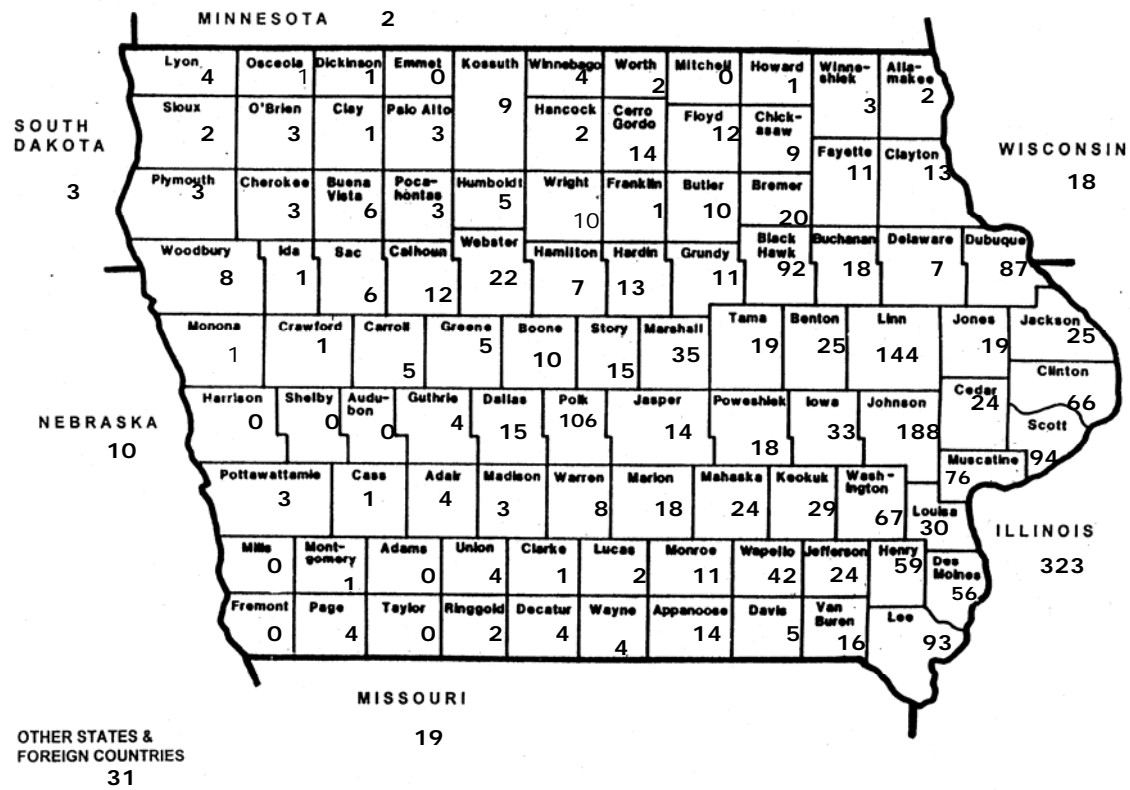 MINNESOTA 2
Lyon Osceola Dickinson Emmet Kossuth Winnebago Worth Mitchell Howard Winne- Alla-
shiek makee
4 1 1 0 9 4 2 0 1 3 2
Sioux O'Brien Clay Palo Alto Hancock Cerro Floyd Chick-
Gordo asaw
2 3 1 3 2 14 12 9
SOUTH
DAKOTA
3
WISCONSIN
18
Fayette Clayton
11 13
Plymouth Cherokee Buena Poca- Humboldt Wright Franklin Butler Bremer
Vista hontas
3 3 6 3 5 10 1 10 20
Woodbury Ida Sac Calhoun Webster Hamilton Hardin Grundy Black Buchanan Delaware Dubuque
Hawk
8 1 6 12 22 7 13 11 92 18 7 87
Monona Crawford Carroll Greene Boone Story Marshall Tama Benton Linn Jones Jackson
1 1 5 5 10 15 35 19 25 144 19 25
Clinton
66
Harrison Shelby Audu- Guthrie Dallas Polk Jasper Poweshiek Iowa Johnson Cedar Scott
bon
0 0 0 4 15 106 14 18 33 188 24 94
NEBRASKA
10
Pottawattamie Cass Adair Madison Warren Marion Mahaska Keokuk Wash- Muscatine
ington
3 1 4 3 8 18 24 29 67 76
Louisa
30
ILLINOIS
323
Mills Mont- Adams Union Clarke Lucas Monroe Wapello Jefferson Henry Des
gomery Moines
0 1 0 4 1 2 11 42 24 59 56
Fremont Page Taylor Ringgold Decatur Wayne Appanoose Davis Van Lee
Buren
0 4 0 2 4 4 14 5 16 93
MISSOURI
19
OTHER STATES &
FOREIGN COUNTRIES
31